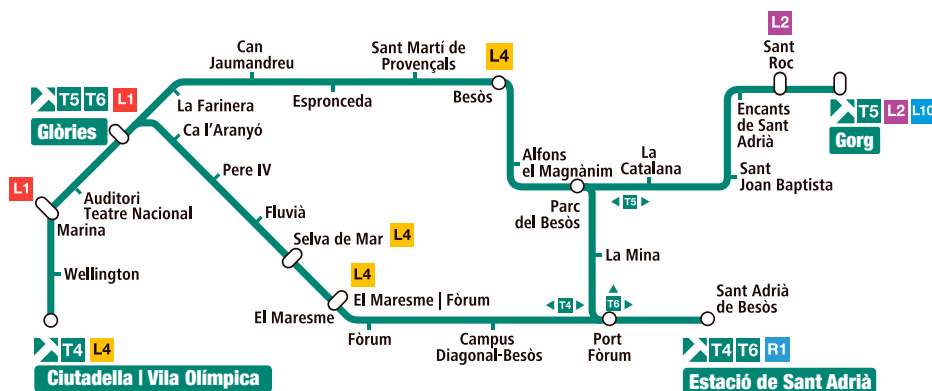 L2
Sant
Roc
Can
Jaumandreu
Sant Martí de
Provençals
L4
T5 T6 L1
Glòries
La Farinera
Espronceda
Besòs
Encants
de Sant
Adrià
T5 L2 L10
Gorg
Ca l'Aranyó
Pere IV
Alfons
el Magnànim
La
Catalana
Sant
Joan Baptista
L1
Auditori
Teatre Nacional
Marina
Fluvià
Parc
del Besòs
T5
Selva de Mar L4
La Mina
Wellington
L4
El Maresme | Fòrum
El Maresme
T4
T6
Sant Adrià
de Besòs
Fòrum
Campus
Diagonal-Besòs
Port
Fòrum
T4 L4
Ciutadella | Vila Olímpica
T4 T6 R1
Estació de Sant Adrià